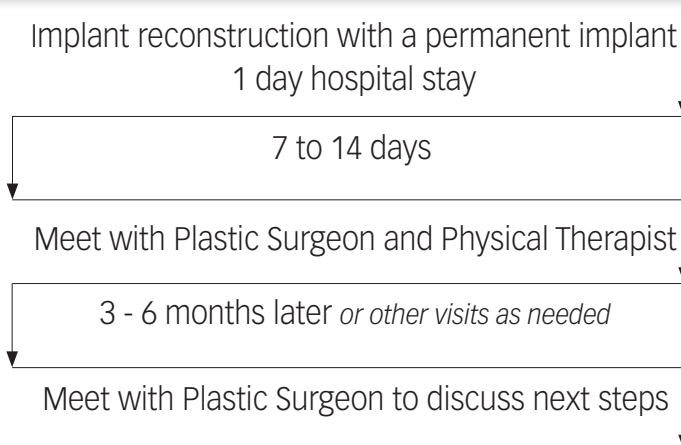 Implant reconstruction with a permanent implant
1 day hospital stay
7 to 14 days
Meet with Plastic Surgeon and Physical Therapist
3 - 6 months later or other visits as needed
Meet with Plastic Surgeon to discuss next steps